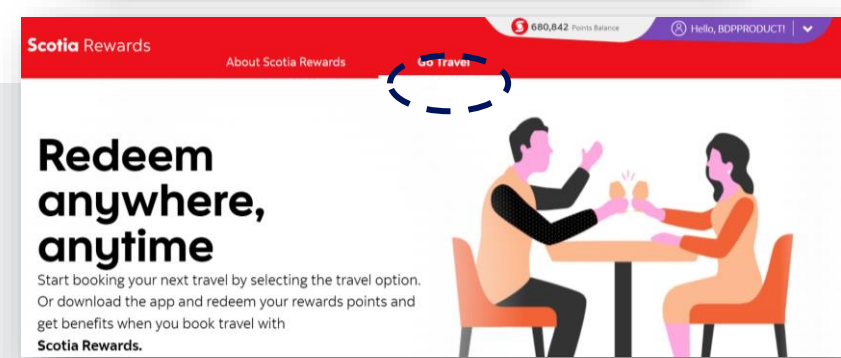 680,842 Points Balance
Hello, BDPPRODUCT!
Scotia Rewards
About Scotia Rewards
Go Travel
Redeem
anywhere,
anytime
Start booking your next travel by selecting the travel option.
Or download the app and redeem your rewards points and
get benefits when you book travel with
Scotia Rewards.